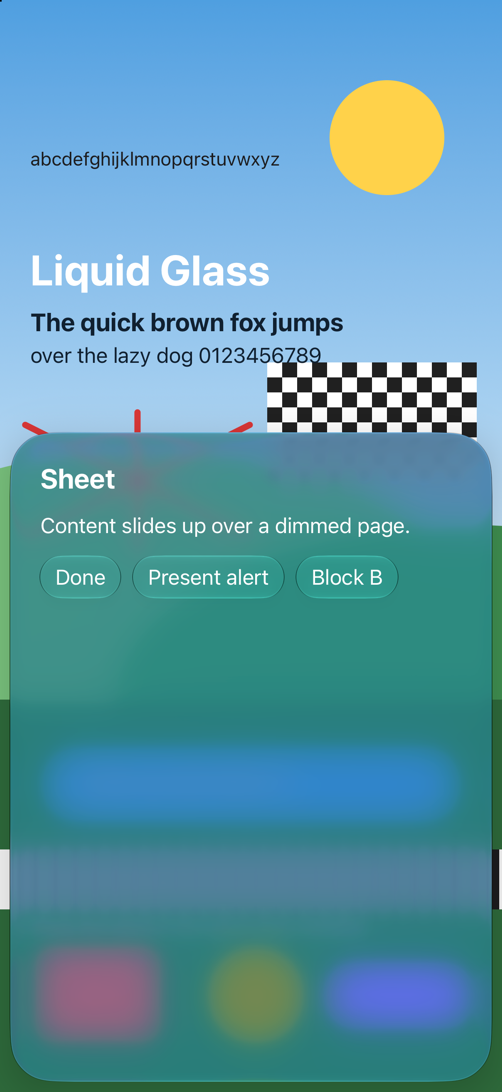 abcdefghijklmnopqrstuvwxyz
Liquid Glass
The quick brown fox jumps
over the lazy dog 0123456789
Sheet
Content slides up over a dimmed page.
Done
Present alert
Block B